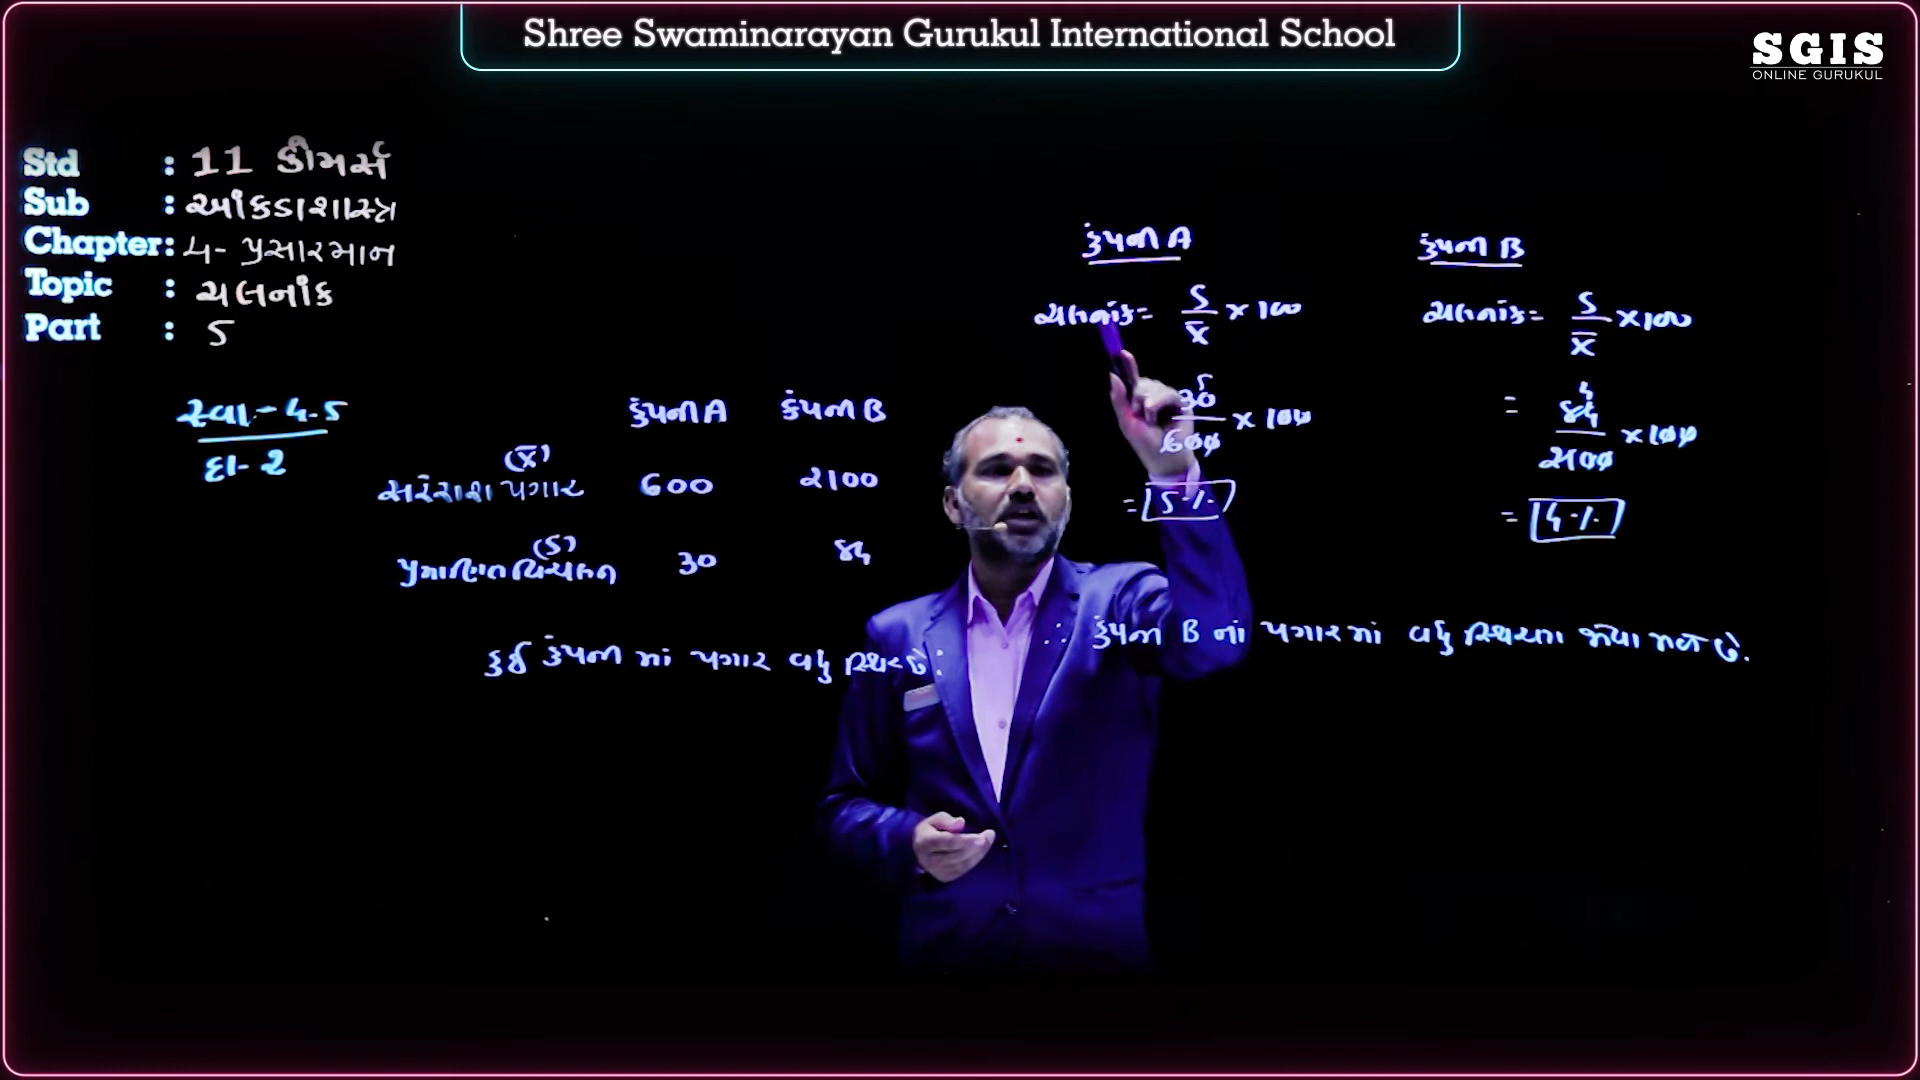 Shree Swaminarayan Gurukul International School
SGIS
ONLINE GURUKUL
Std : 11 કોમર્સ
Sub : આંકડાશાસ્ત્ર
Chapter : 4 - પ્રસારમાન
Topic : ચલનાંક
Part : 5
સ્વા.- 4.5
દા- 2
કંપની A કંપની B
(x̄)
સરેરાશ પગાર 600 2100
(S)
પ્રમાણિત વિચલન 30 84
કઈ કંપની માં પગાર વધુ સ્થિર છે:
કંપની A
ચલનાંક = S/x̄ × 100
30/600 × 100
= 5%
કંપની B
ચલનાંક = S/x̄ × 100
= 84/2100 × 100
= 4%
∴ કંપની B નાં પગારમાં વધુ સ્થિરતા જોવા મળે છે.